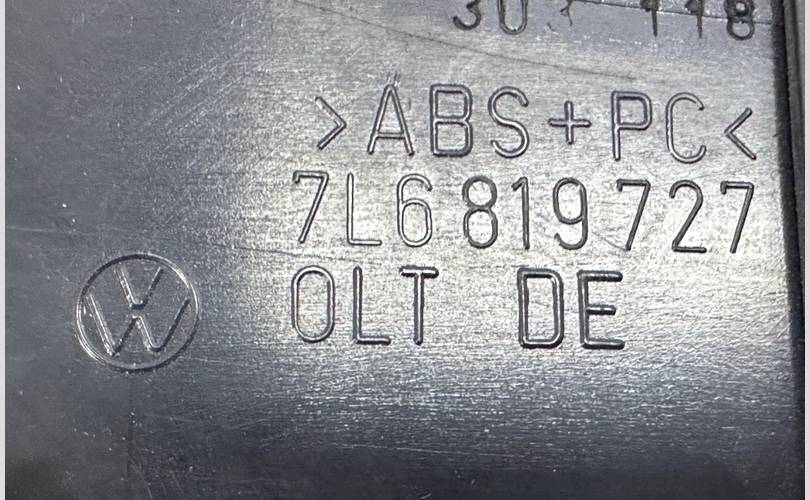 >ABS+PC<
7L6 819 727
OLT DE